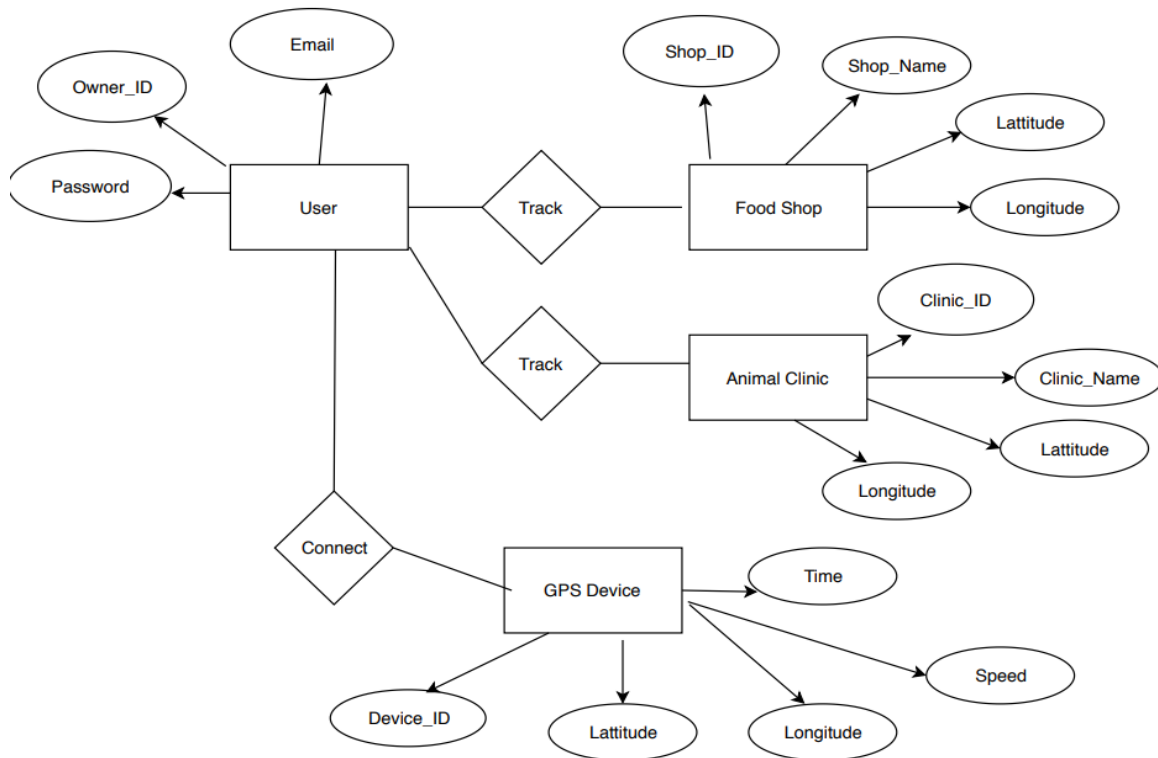 Email
Shop_ID
Shop_Name
Owner_ID
Lattitude
Password
User
Track
Food Shop
Longitude
Clinic_ID
Track
Animal Clinic
Clinic_Name
Lattitude
Longitude
Connect
GPS Device
Time
Speed
Device_ID
Lattitude
Longitude